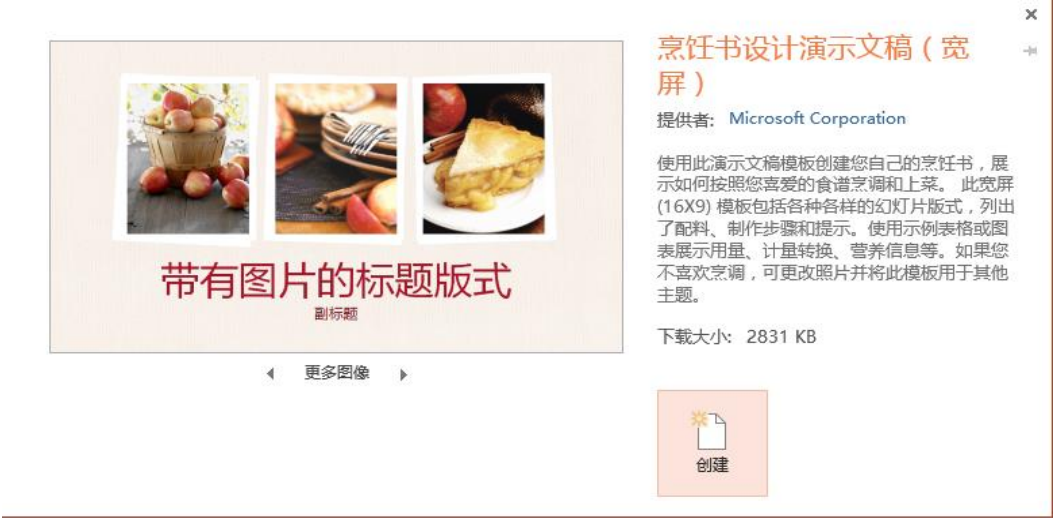 带有图片的标题版式
副标题
更多图像
烹饪书设计演示文稿（宽
屏）
提供者: Microsoft Corporation
使用此演示文稿模板创建您自己的烹饪书，展
示如何按照您喜爱的食谱烹调和上菜。 此宽屏
(16X9) 模板包括各种各样的幻灯片版式，列出
了配料、制作步骤和提示。使用示例表格或图
表展示用量、计量转换、营养信息等。如果您
不喜欢烹调，可更改照片并将此模板用于其他
主题。
下载大小: 2831 KB
创建